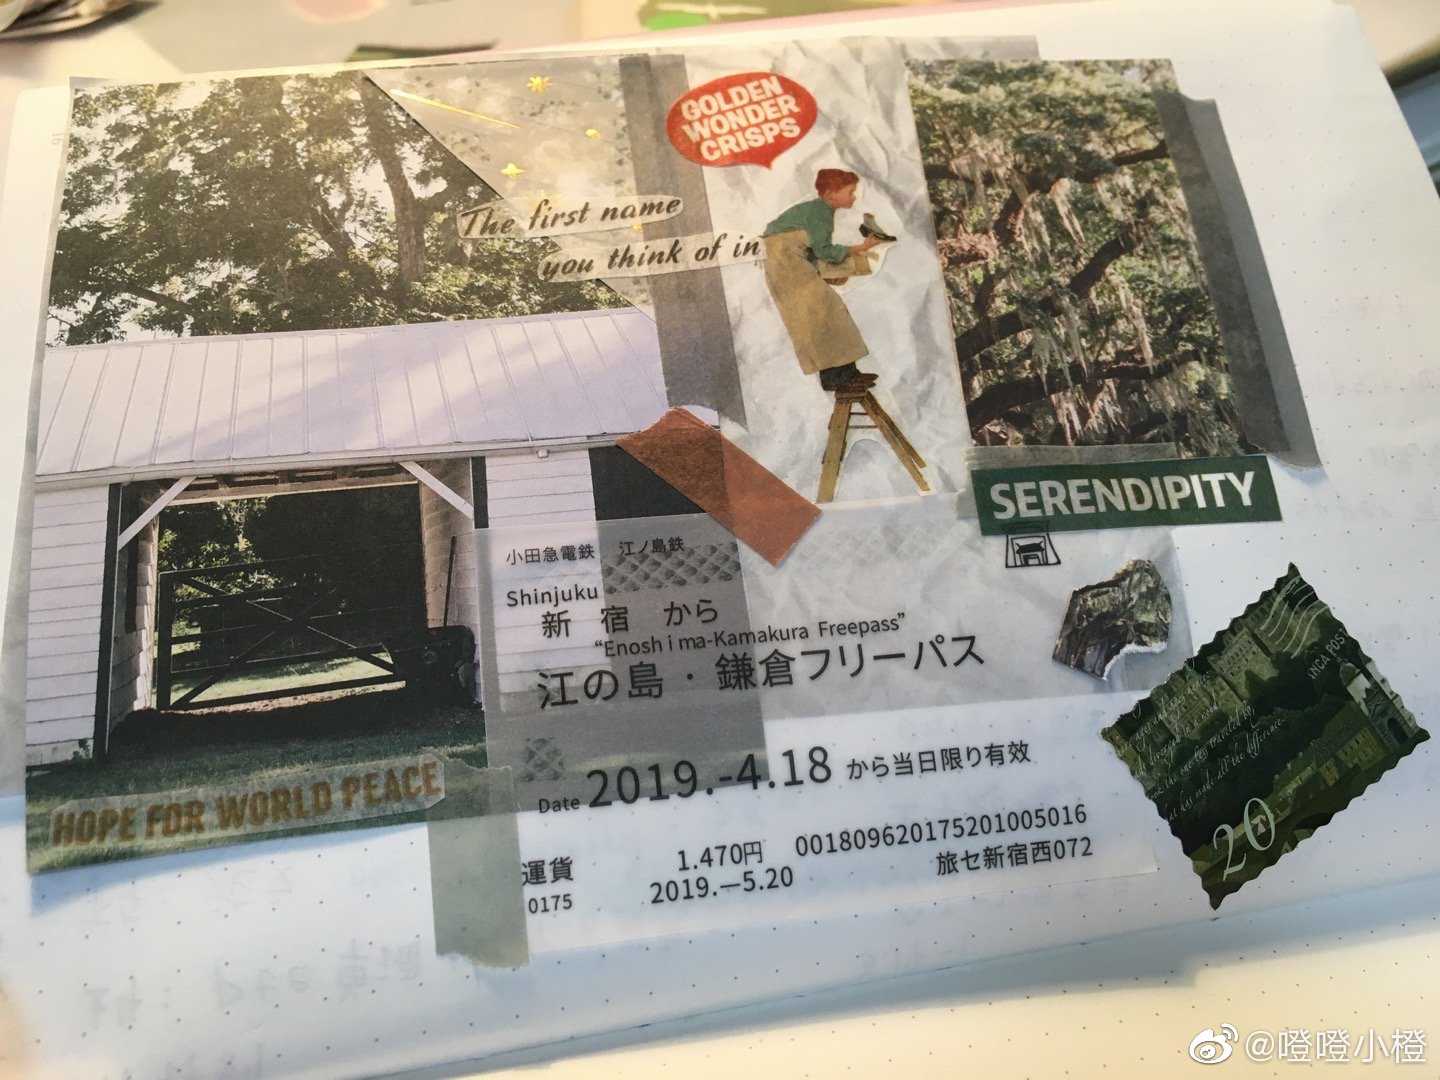 GOLDEN
WONDER
CRISPS
The first name
you think of in
SERENDIPITY
小田急電鉄 江ノ島鉄
Shinjuku
新 宿 から
“Enoshima-Kamakura Freepass”
江の島・鎌倉フリーパス
Date 2019.-4.18 から当日限り有効
運賃 1.470円 001809620175201005016
0175 2019.—5.20 旅セ新宿西072
HOPE FOR WORLD PEACE
INCA POST
20
@噔噔小橙